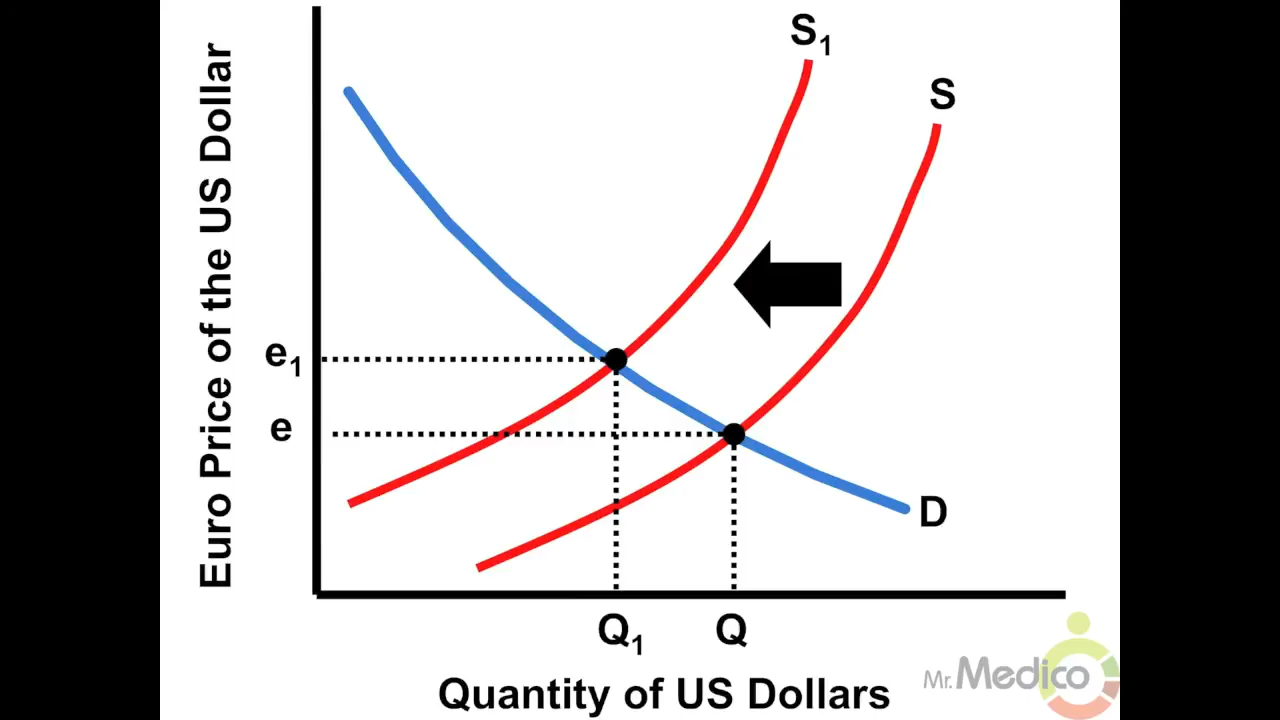 S1
S
Euro Price of the US Dollar
e1
e
D
Q1 Q
Quantity of US Dollars
Mr. Medico